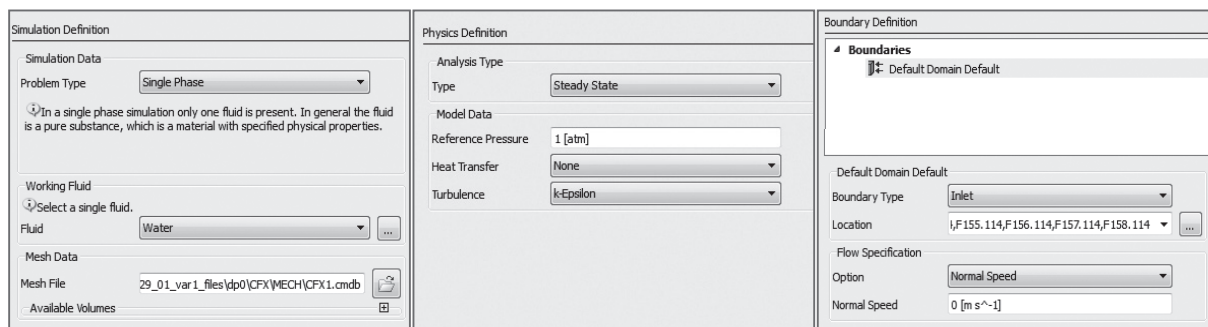 Simulation Definition
Simulation Data
Problem Type Single Phase
In a single phase simulation only one fluid is present. In general the fluid
is a pure substance, which is a material with specified physical properties.
Working Fluid
Select a single fluid.
Fluid Water ...
Mesh Data
Mesh File 29_01_var1_files\dp0\CFX\MECH\CFX1.cmdb
Available Volumes
Physics Definition
Analysis Type
Type Steady State
Model Data
Reference Pressure 1 [atm]
Heat Transfer None
Turbulence k-Epsilon
Boundary Definition
Boundaries
Default Domain Default
Default Domain Default
Boundary Type Inlet
Location ,F155.114,F156.114,F157.114,F158.114 ...
Flow Specification
Option Normal Speed
Normal Speed 0 [m s^-1]